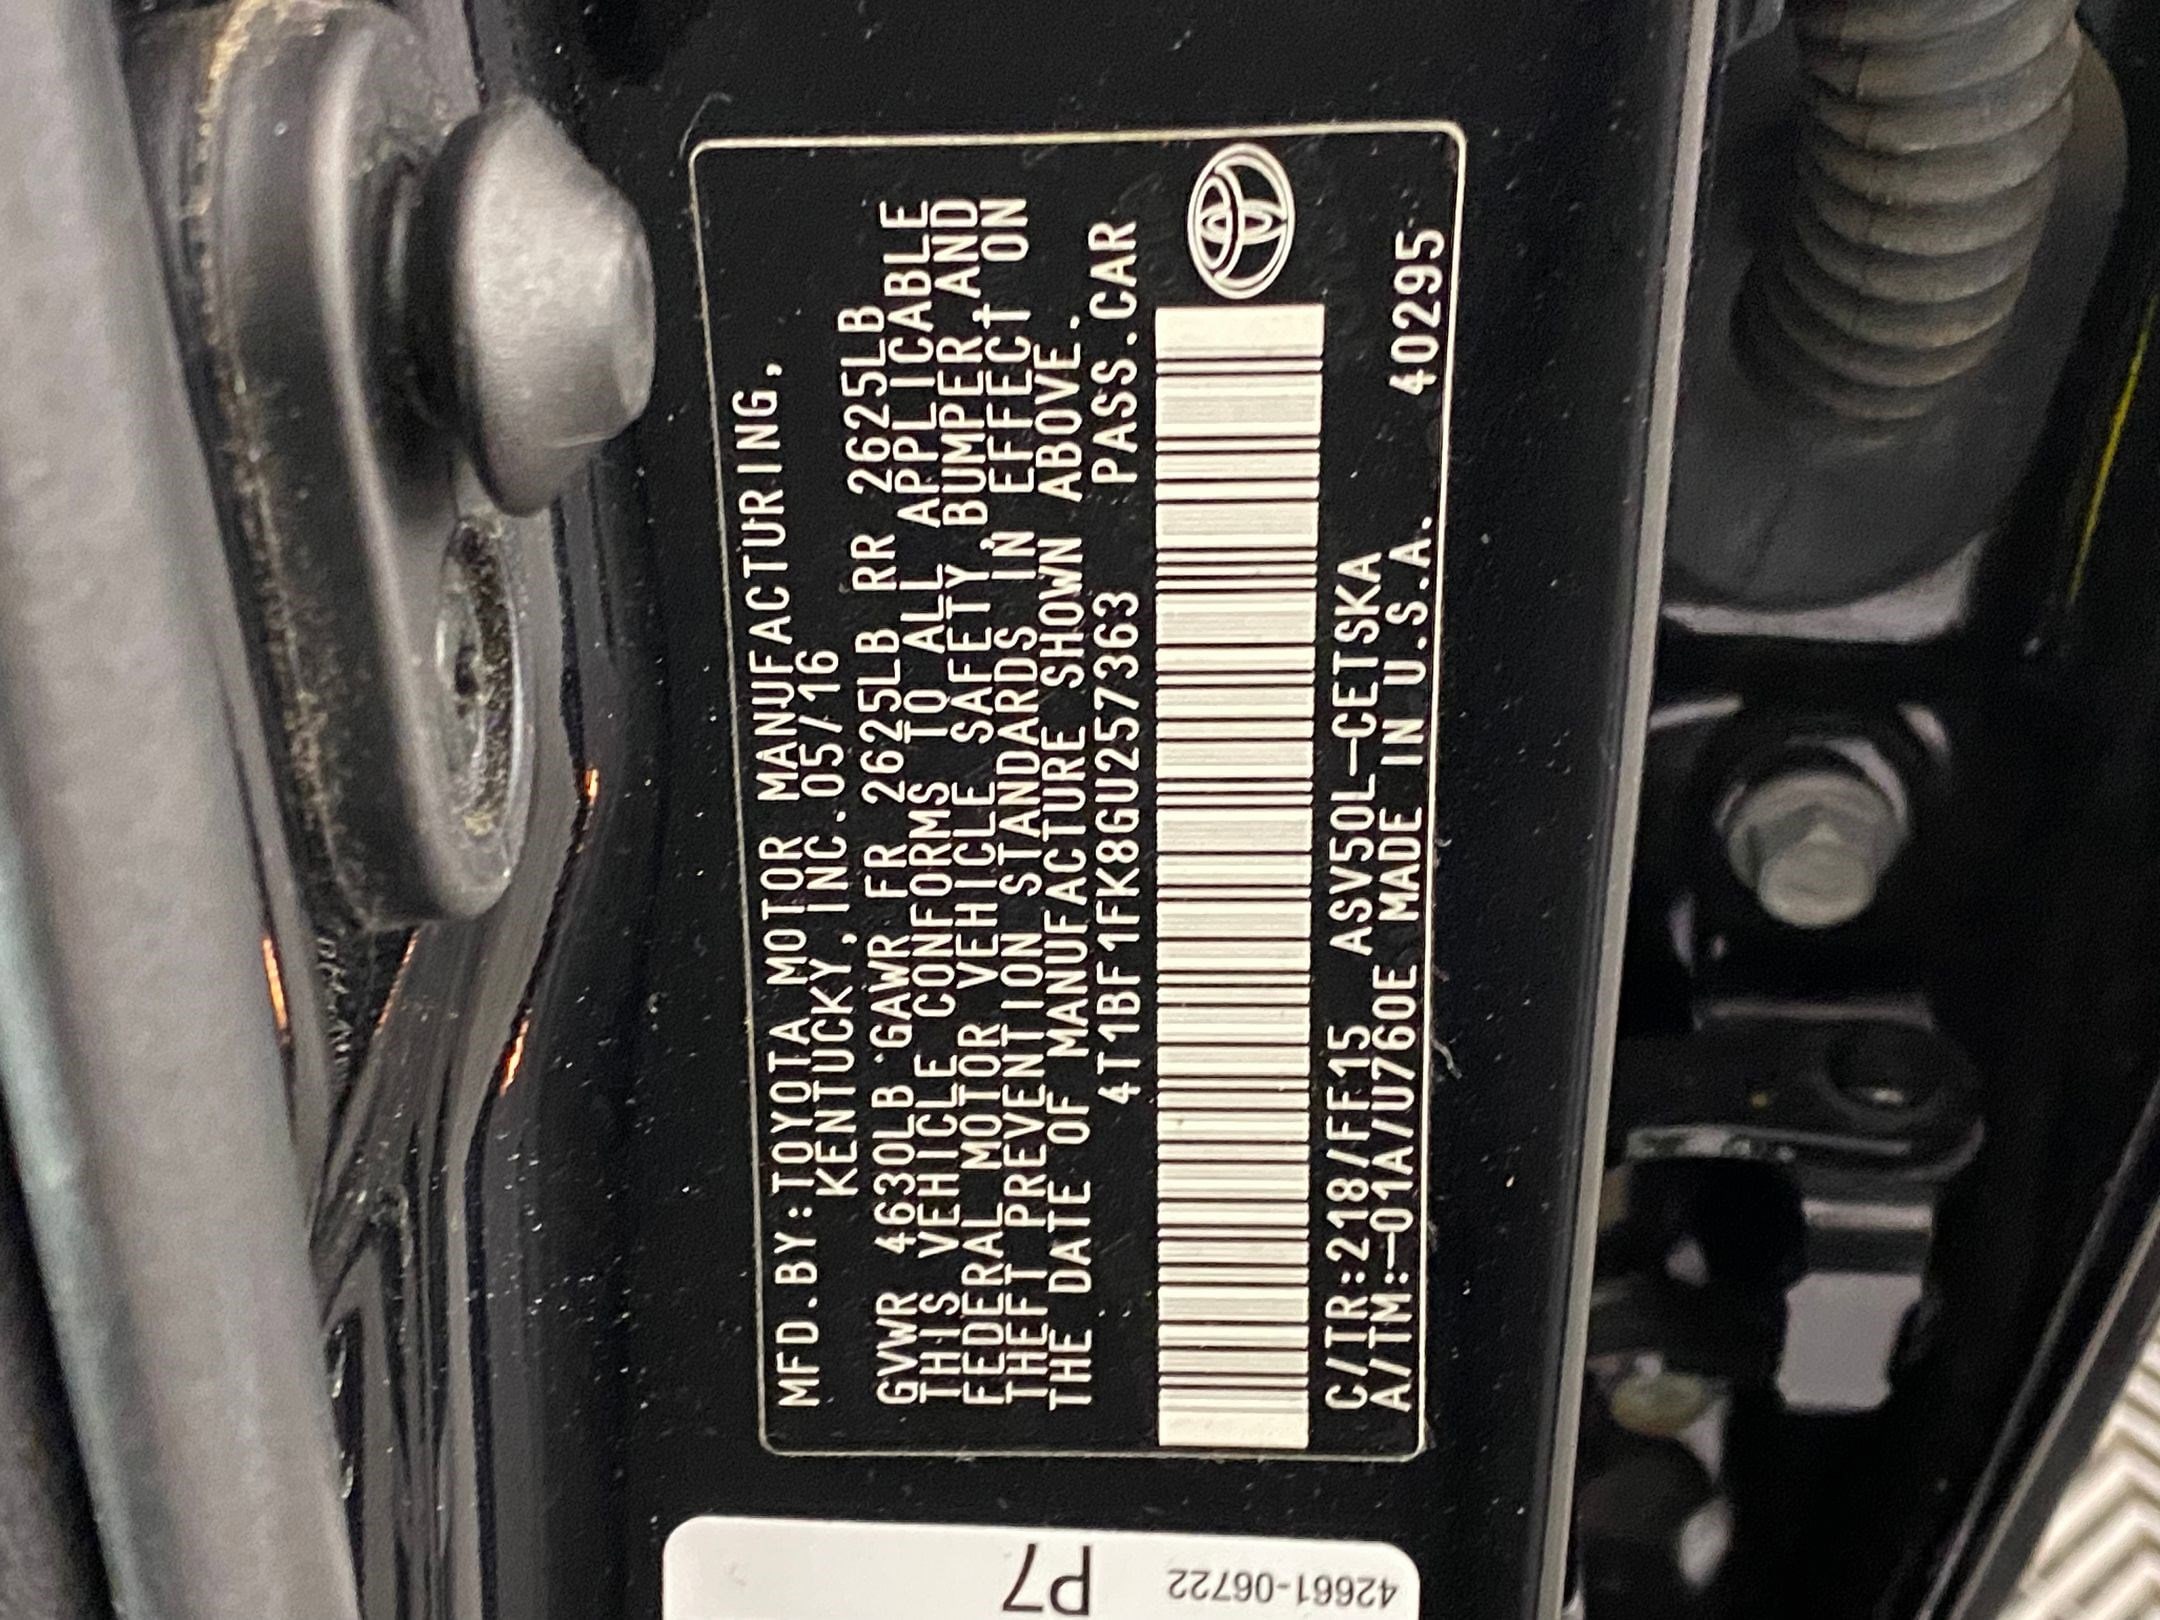 MFD.BY:TOYOTA MOTOR MANUFACTURING,
KENTUCKY,INC.05/16
GVWR 4630LB GAWR FR 2625LB RR 2625LB
THIS VEHICLE CONFORMS TO ALL APPLICABLE
FEDERAL MOTOR VEHICLE SAFETY,BUMPER,AND
THEFT PREVENTION STANDARDS IN EFFECT ON
THE DATE OF MANUFACTURE SHOWN ABOVE.
4T1BF1FK8GU257363 PASS.CAR
C/TR:218/FF15 ASV50L-CETSKA
A/TM:-01A/U760E MADE IN U.S.A. 40295
P7
42661-06722